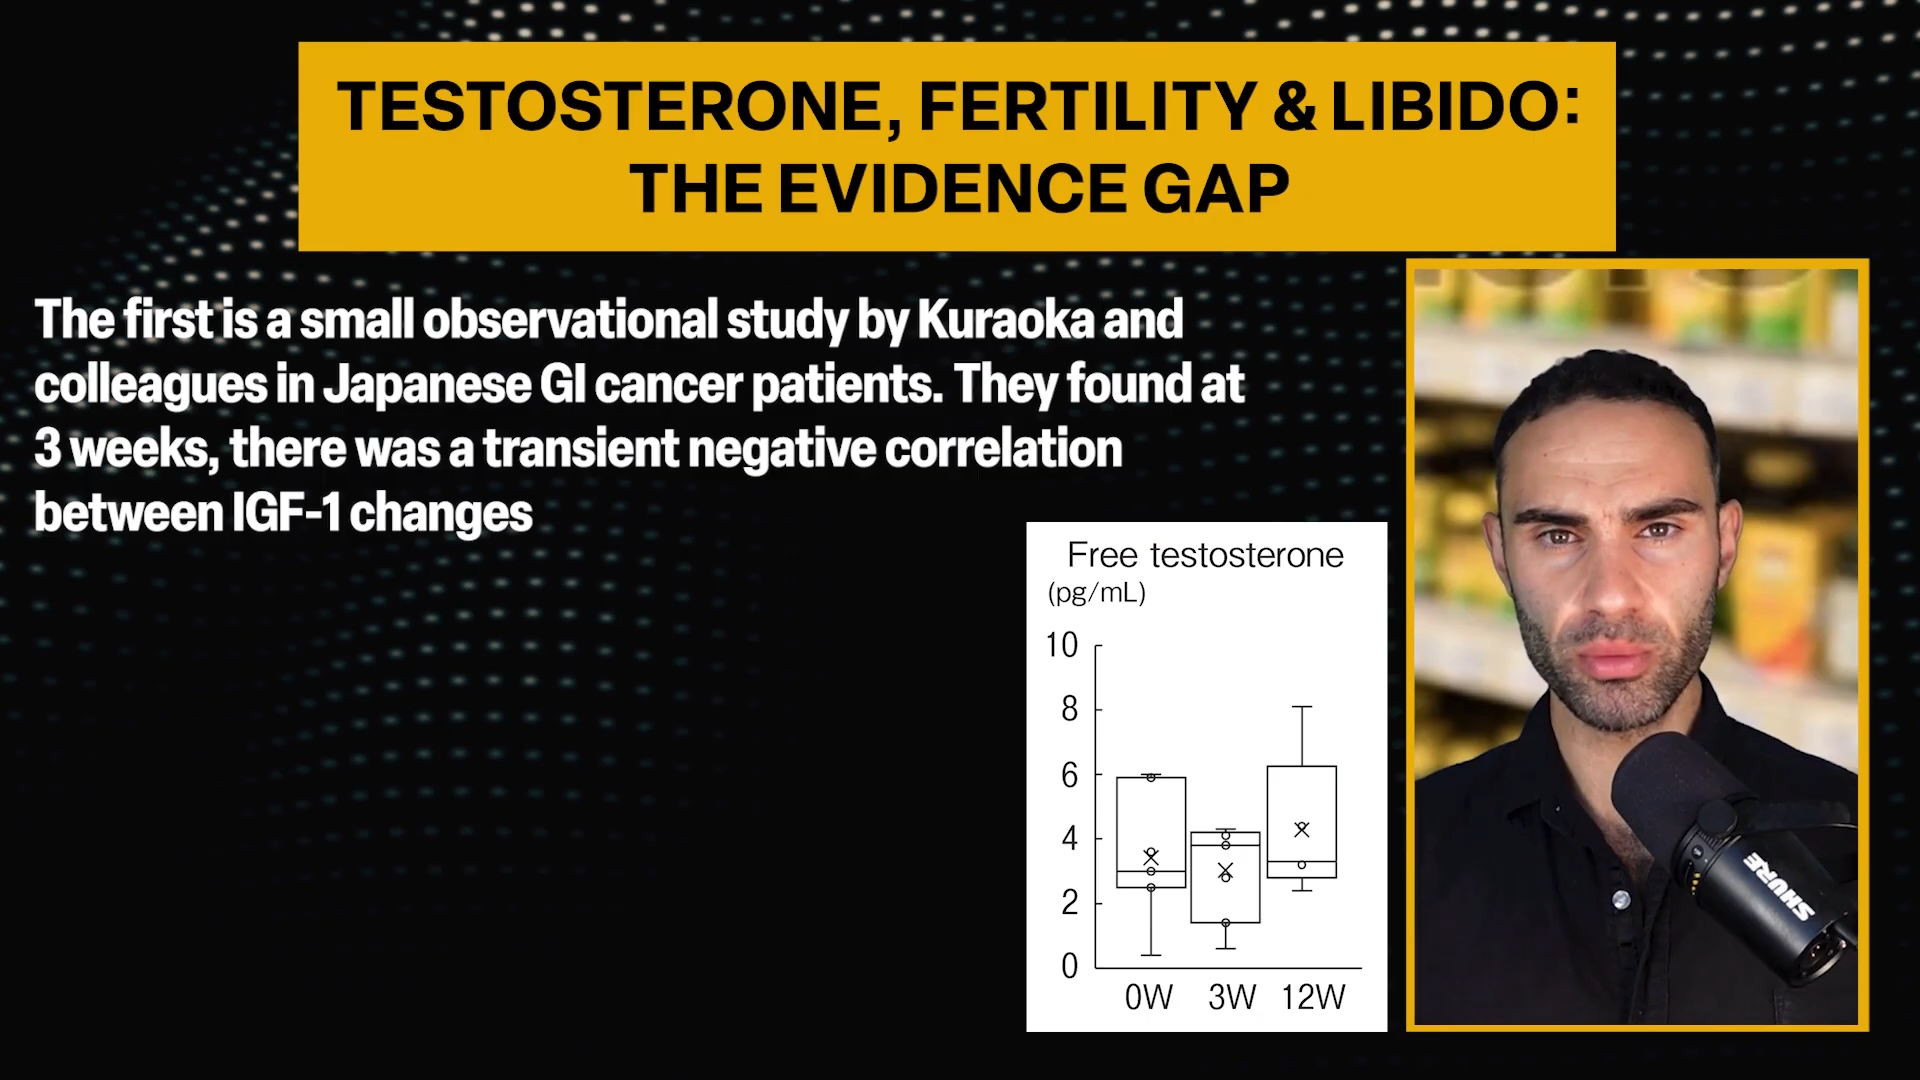 TESTOSTERONE, FERTILITY & LIBIDO:
THE EVIDENCE GAP
The first is a small observational study by Kuraoka and
colleagues in Japanese GI cancer patients. They found at
3 weeks, there was a transient negative correlation
between IGF-1 changes
Free testosterone
(pg/mL)
10
8
6
4
2
0
0W 3W 12W
SHURE